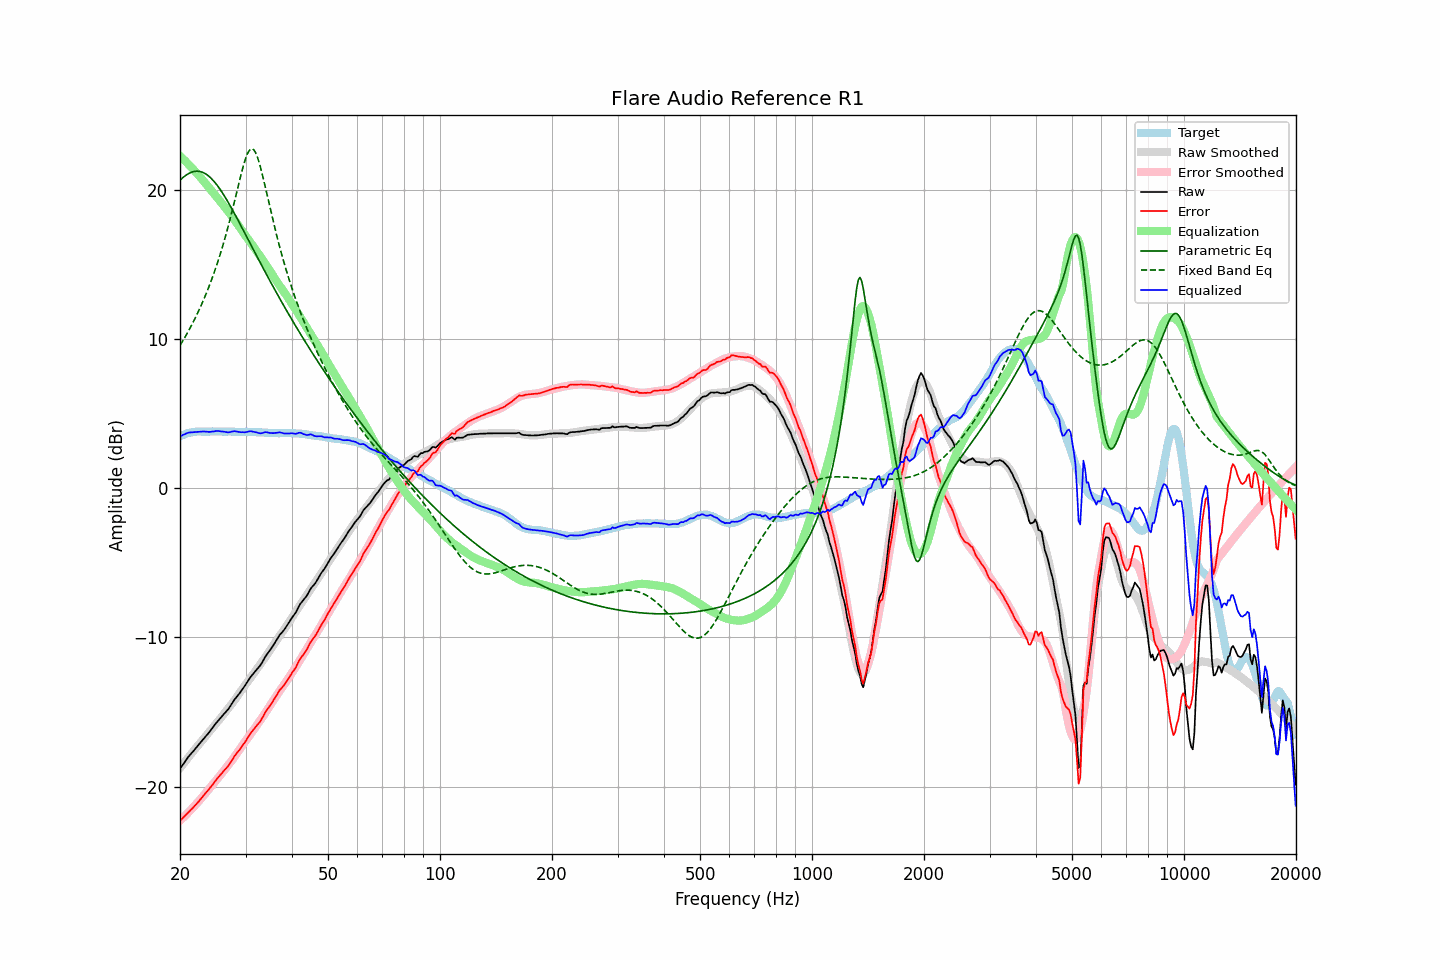 Flare Audio Reference R1
Target
Raw Smoothed
Error Smoothed
Raw
Error
Equalization
Parametric Eq
Fixed Band Eq
Equalized
Amplitude (dBr)
20
10
0
−10
−20
20 50 100 200 500 1000 2000 5000 10000 20000
Frequency (Hz)